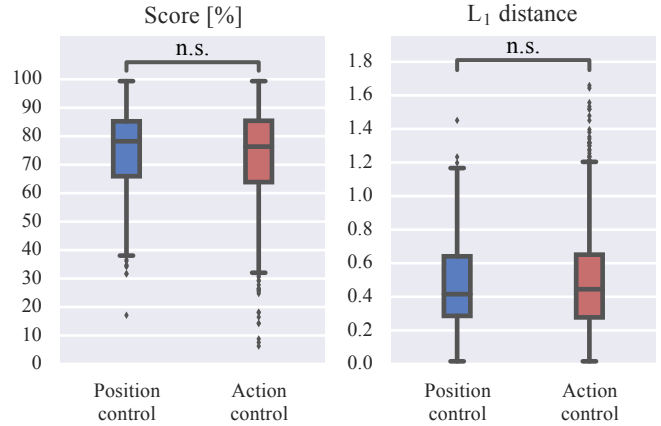 Score [%]
n.s.
100
90
80
70
60
50
40
30
20
10
0
Position
control
Action
control
L₁ distance
n.s.
1.8
1.6
1.4
1.2
1.0
0.8
0.6
0.4
0.2
0.0
Position
control
Action
control